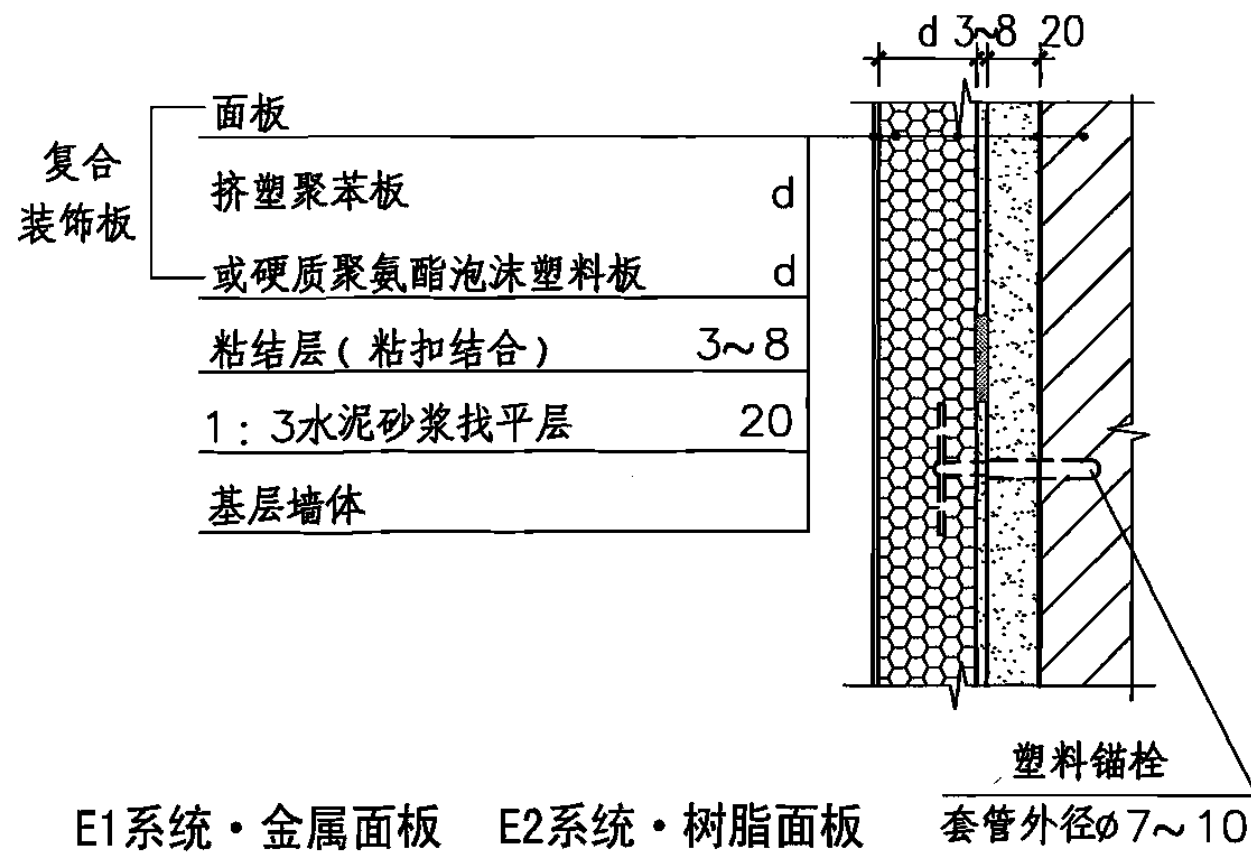 d 3~8 20
面板
复合
装饰板
挤塑聚苯板 d
或硬质聚氨酯泡沫塑料板 d
粘结层(粘扣结合) 3~8
1:3水泥砂浆找平层 20
基层墙体
塑料锚栓
套管外径ø7~10
E1系统·金属面板 E2系统·树脂面板